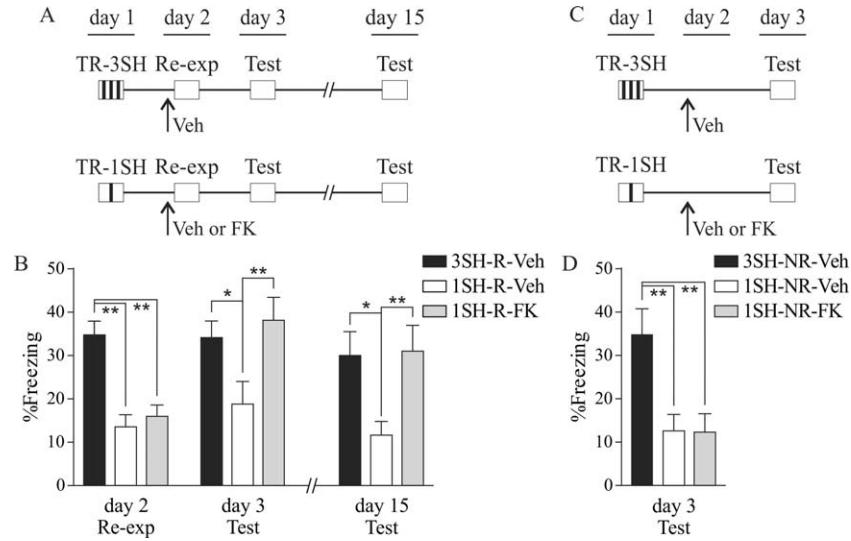 A day 1 day 2 day 3 day 15
TR-3SH Re-exp Test Test
Veh
TR-1SH Re-exp Test Test
Veh or FK
C day 1 day 2 day 3
TR-3SH Test
Veh
TR-1SH Test
Veh or FK
B
3SH-R-Veh
1SH-R-Veh
1SH-R-FK
%Freezing
50
40
30
20
10
0
** **
* **
* **
//
day 2 day 3 day 15
Re-exp Test Test
D
3SH-NR-Veh
1SH-NR-Veh
1SH-NR-FK
%Freezing
50
40
30
20
10
0
** **
day 3
Test